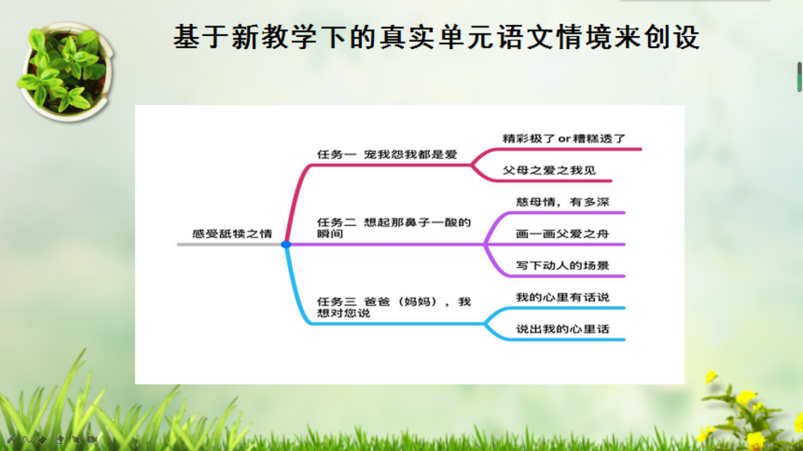 基于新教学下的真实单元语文情境来创设
感受舐犊之情
任务一 宠我怨我都是爱
精彩极了or糟糕透了
父母之爱之我见
任务二 想起那鼻子一酸的
瞬间
慈母情，有多深
画一画父爱之舟
写下动人的场景
任务三 爸爸（妈妈），我
想对您说
我的心里有话说
说出我的心里话